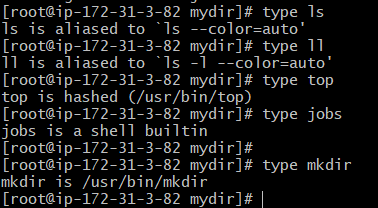 [root@ip-172-31-3-82 mydir]# type ls
ls is aliased to `ls --color=auto'
[root@ip-172-31-3-82 mydir]# type ll
ll is aliased to `ls -l --color=auto'
[root@ip-172-31-3-82 mydir]# type top
top is hashed (/usr/bin/top)
[root@ip-172-31-3-82 mydir]# type jobs
jobs is a shell builtin
[root@ip-172-31-3-82 mydir]#
[root@ip-172-31-3-82 mydir]# type mkdir
mkdir is /usr/bin/mkdir
[root@ip-172-31-3-82 mydir]#